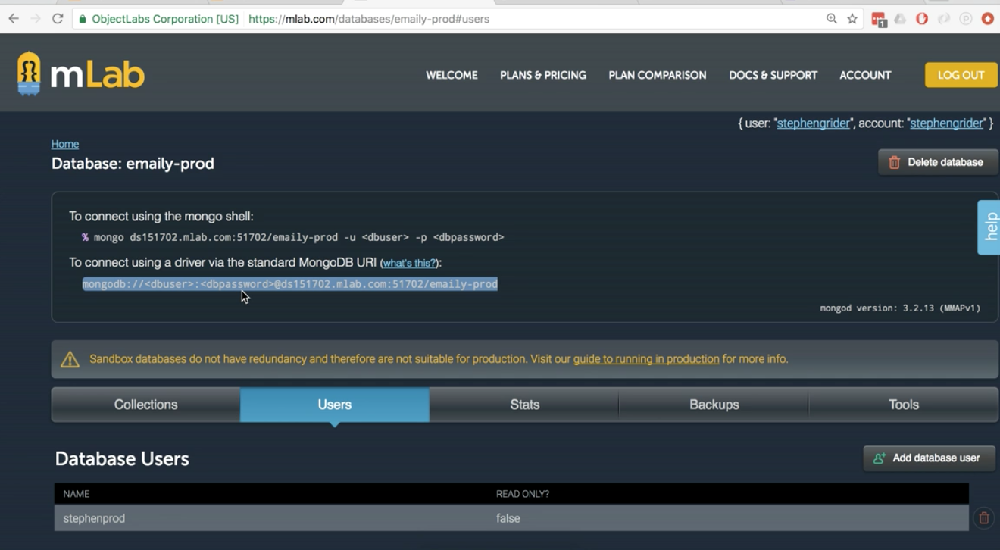 ObjectLabs Corporation [US] https://mlab.com/databases/emaily-prod#users
1
mLab
WELCOME PLANS & PRICING PLAN COMPARISON DOCS & SUPPORT ACCOUNT LOG OUT
{ user: "stephengrider", account: "stephengrider" }
Home
Database: emaily-prod
Delete database
To connect using the mongo shell:
% mongo ds151702.mlab.com:51702/emaily-prod -u <dbuser> -p <dbpassword>
help
To connect using a driver via the standard MongoDB URI (what's this?):
mongodb://<dbuser>:<dbpassword>@ds151702.mlab.com:51702/emaily-prod
mongod version: 3.2.13 (MMAPv1)
Sandbox databases do not have redundancy and therefore are not suitable for production. Visit our guide to running in production for more info.
Collections Users Stats Backups Tools
Database Users
Add database user
NAME READ ONLY?
stephenprod false